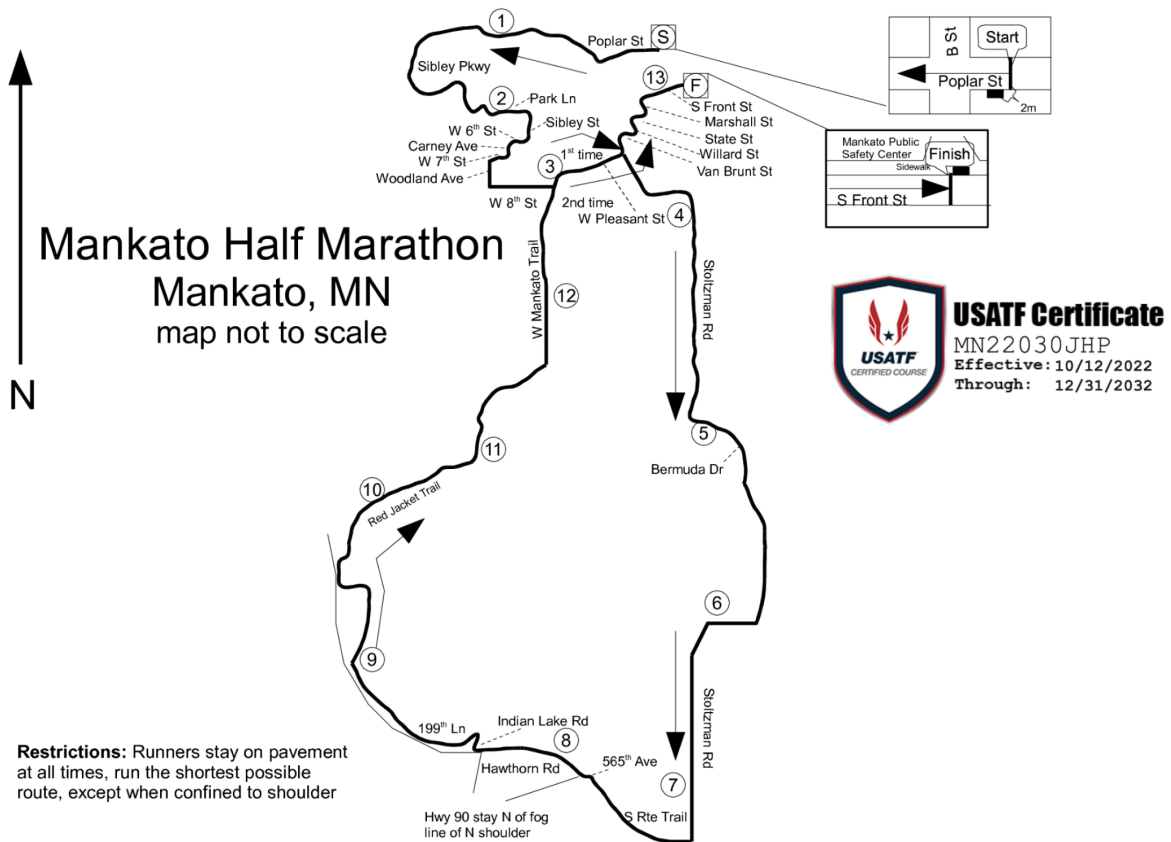 1
Poplar St
S
B St
Start
Poplar St
2m
Sibley Pkwy
13
F
2
Park Ln
S Front St
Marshall St
State St
Willard St
Van Brunt St
Sibley St
W 6th St
Carney Ave
W 7th St
Woodland Ave
3
1st time
W 8th St
2nd time
W Pleasant St
4
Mankato Public
Safety Center
Finish
Sidewalk
S Front St
Mankato Half Marathon
Mankato, MN
map not to scale
N
W Mankato Trail
12
Stoltzman Rd
USATF
CERTIFIED COURSE
USATF Certificate
MN22030JHP
Effective: 10/12/2022
Through: 12/31/2032
5
Bermuda Dr
11
10
Red Jacket Trail
6
9
Stoltzman Rd
199th Ln
Indian Lake Rd
8
Hawthorn Rd
565th Ave
7
S Rte Trail
Hwy 90 stay N of fog
line of N shoulder
Restrictions: Runners stay on pavement
at all times, run the shortest possible
route, except when confined to shoulder